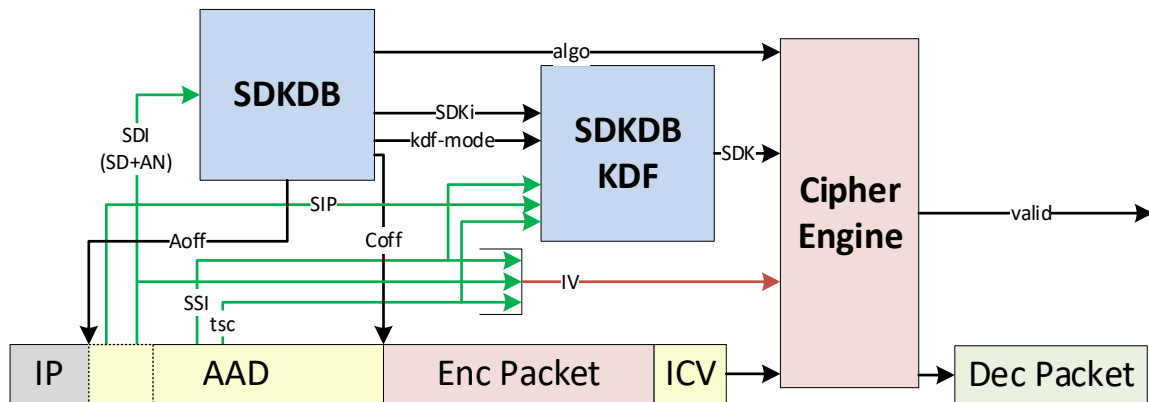 algo
SDKDB
SDKi
SDI
(SD+AN)
kdf-mode
SDKDB
KDF
SDK
Cipher
Engine
SIP
valid
Aoff
Coff
IV
SSI
tsc
IP
AAD
Enc Packet
ICV
Dec Packet